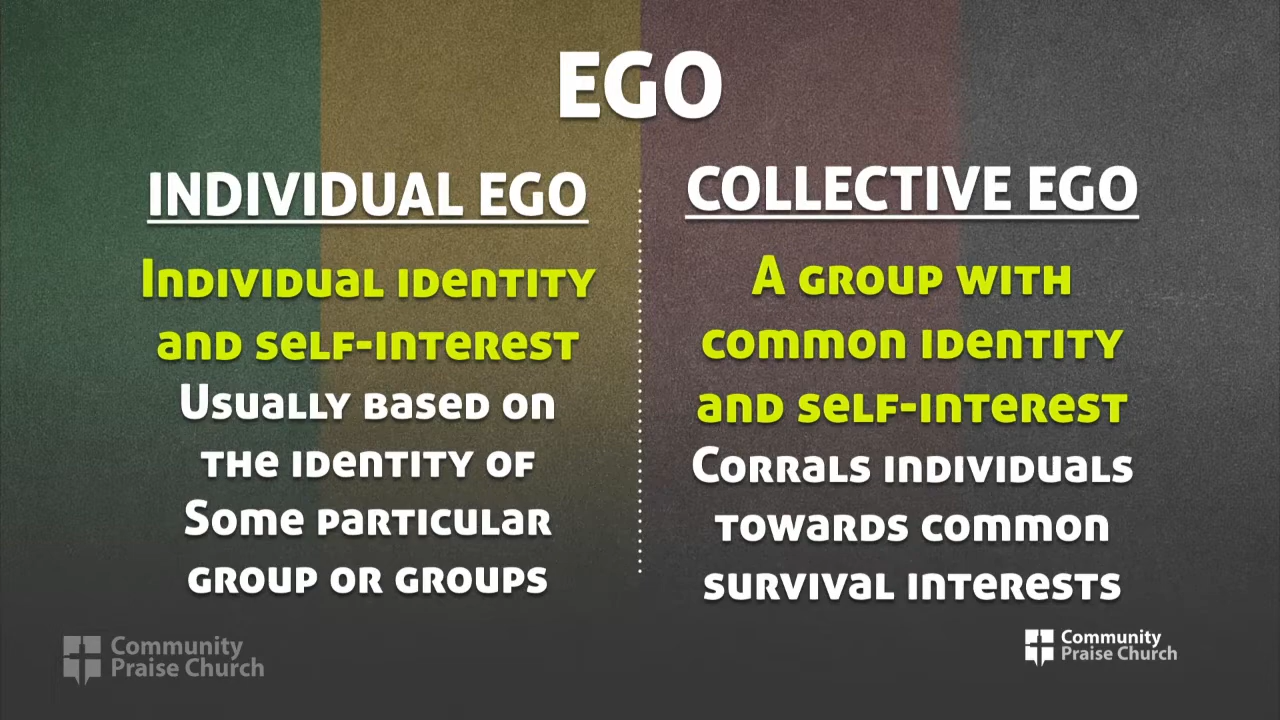 EGO
INDIVIDUAL EGO
Individual identity
and self-interest
Usually based on
the identity of
Some particular
group or groups
COLLECTIVE EGO
A group with
common identity
and self-interest
Corrals individuals
towards common
survival interests
Community
Praise Church
Community
Praise Church